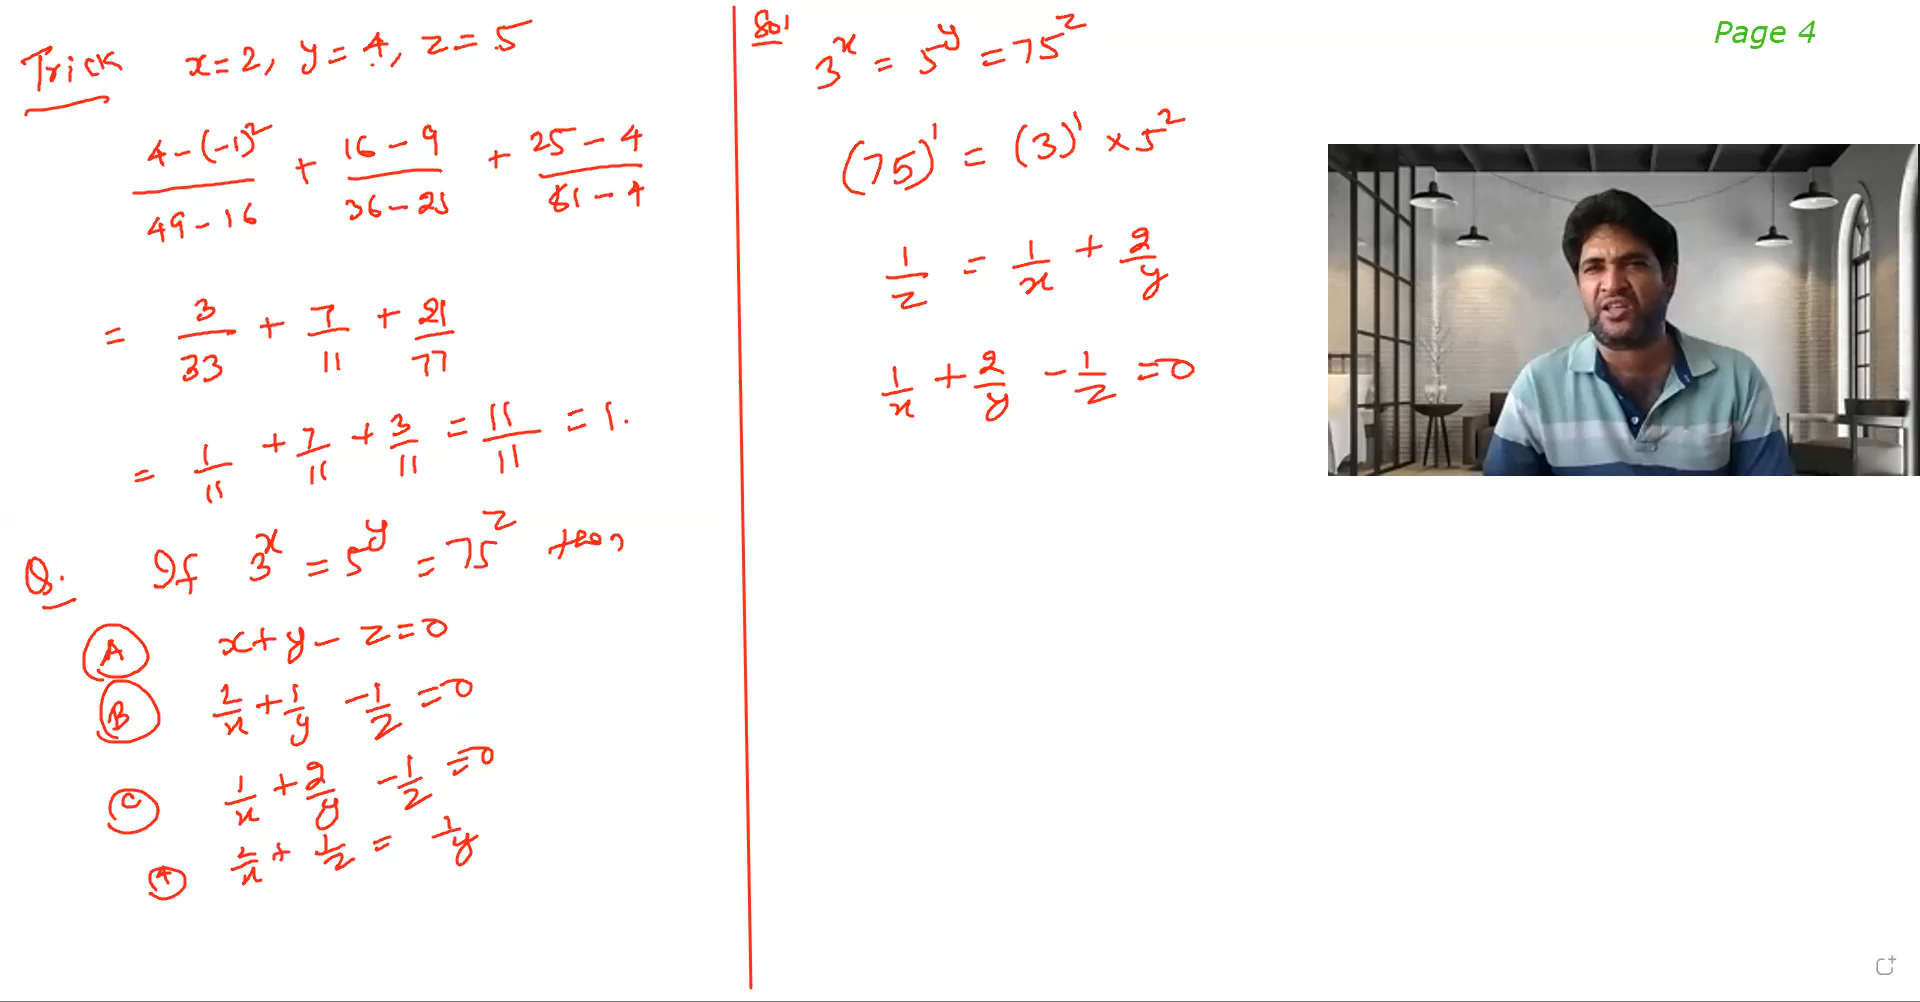 Trick x=2, y=4, z=5
4-(-1)²/49-16 + 16-9/36-25 + 25-4/81-4
= 3/33 + 7/11 + 21/77
= 1/11 + 7/11 + 3/11 = 11/11 = 1.
Q. If 3^x = 5^y = 75^z
A x+y-z=0
B 2/x + 1/y - 1/z = 0
C 1/x + 2/y - 1/z = 0
2/x + 1/z = 1/y
Sol 3^x = 5^y = 75^z
(75)^1 = (3)^1 × 5^2
1/z = 1/x + 2/y
1/x + 2/y - 1/z = 0
Page 4